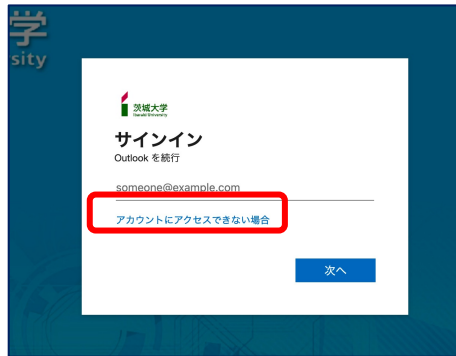 学
sity
茨城大学
Ibaraki University
サインイン
Outlook を続行
someone@example.com
アカウントにアクセスできない場合
次へ